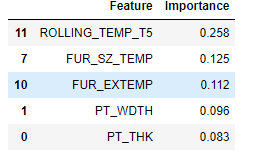 Feature Importance
11 ROLLING_TEMP_T5 0.258
7 FUR_SZ_TEMP 0.125
10 FUR_EXTEMP 0.112
1 PT_WDTH 0.096
0 PT_THK 0.083